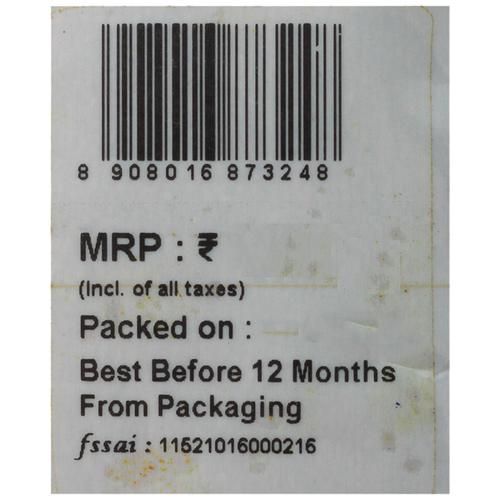 8 908016 873248
MRP : ₹
(Incl. of all taxes)
Packed on :
Best Before 12 Months
From Packaging
fssai : 11521016000216